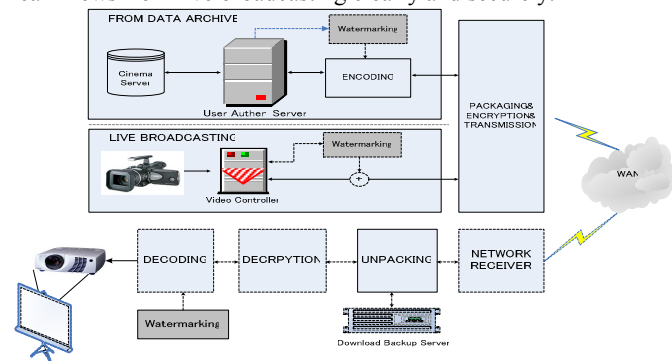 FROM DATA ARCHIVE
Watermarking
Cinema
Server
ENCODING
User Auther Server
PACKAGING&
ENCRYPTION&
TRANSMISSION
LIVE BROADCASTING
Watermarking
+
Video Controller
WAN
DECODING
DECRPYTION
UNPACKING
NETWORK
RECEIVER
Watermarking
Download Backup Server